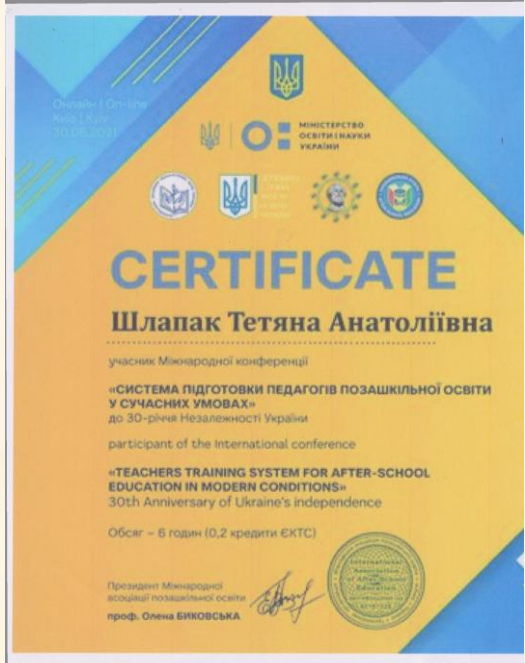 Онлайн | On-line
Київ | Kyiv
30.06.2021
МІНІСТЕРСТВО
ОСВІТИ І НАУКИ
УКРАЇНИ
CERTIFICATE
Шлапак Тетяна Анатоліївна
учасник Міжнародної конференції
«СИСТЕМА ПІДГОТОВКИ ПЕДАГОГІВ ПОЗАШКІЛЬНОЇ ОСВІТИ
У СУЧАСНИХ УМОВАХ»
до 30-річчя Незалежності України
participant of the International conference
«TEACHERS TRAINING SYSTEM FOR AFTER-SCHOOL
EDUCATION IN MODERN CONDITIONS»
30th Anniversary of Ukraine's independence
Обсяг – 6 годин (0,2 кредити ЄКТС)
Президент Міжнародної
асоціації позашкільної освіти
проф. Олена БИКОВСЬКА
International
Association
of After-School
Education